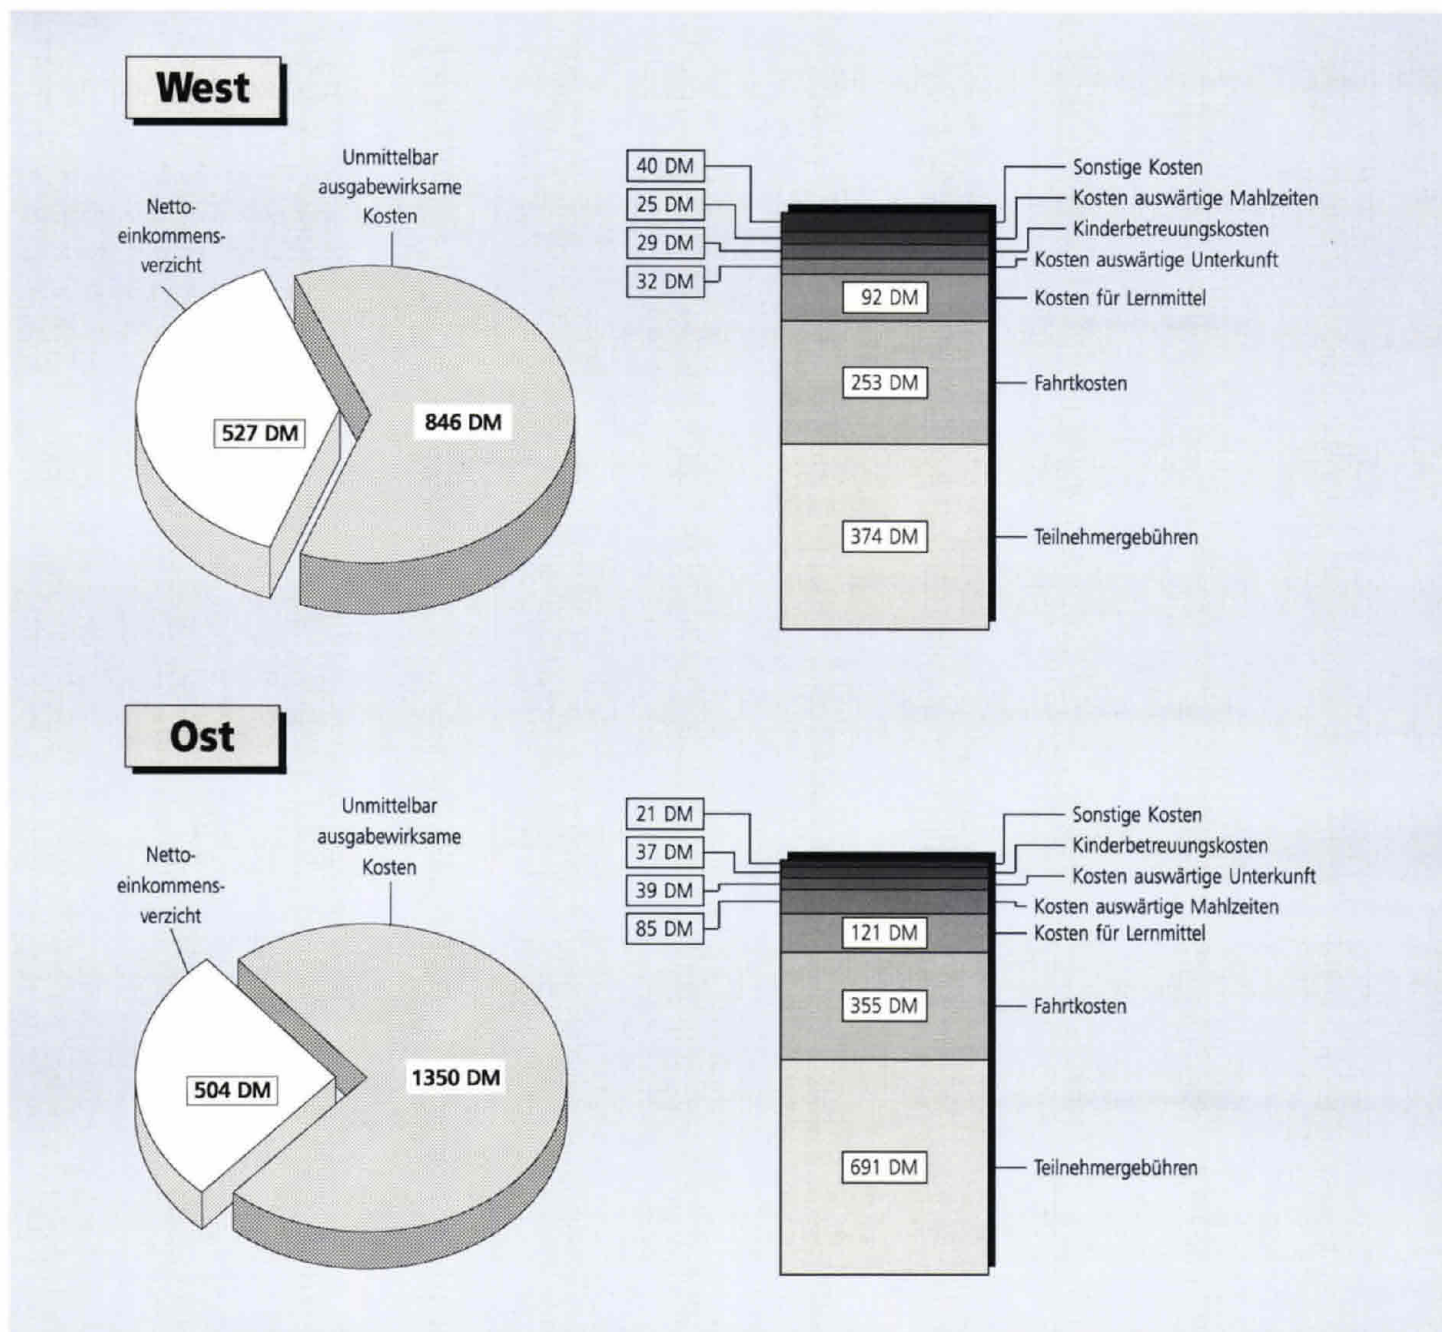 West
Unmittelbar
ausgabewirksame
Kosten
Netto-
einkommens-
verzicht
527 DM
846 DM
40 DM
25 DM
29 DM
32 DM
92 DM
253 DM
374 DM
Sonstige Kosten
Kosten auswärtige Mahlzeiten
Kinderbetreuungskosten
Kosten auswärtige Unterkunft
Kosten für Lernmittel
Fahrtkosten
Teilnehmergebühren
Ost
Unmittelbar
ausgabewirksame
Kosten
Netto-
einkommens-
verzicht
504 DM
1350 DM
21 DM
37 DM
39 DM
85 DM
121 DM
355 DM
691 DM
Sonstige Kosten
Kinderbetreuungskosten
Kosten auswärtige Unterkunft
Kosten auswärtige Mahlzeiten
Kosten für Lernmittel
Fahrtkosten
Teilnehmergebühren